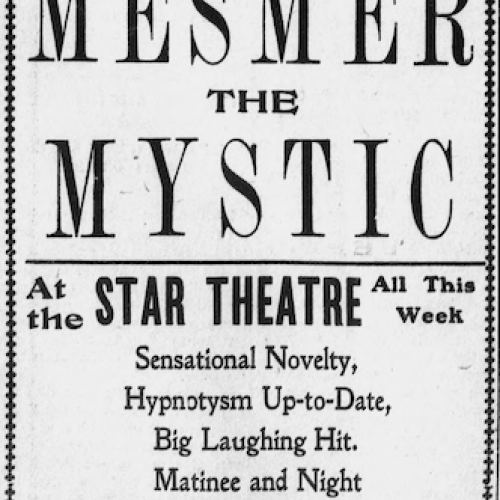 MESMER
THE
MYSTIC
At the STAR THEATRE All This Week
Sensational Novelty,
Hypnotysm Up-to-Date,
Big Laughing Hit.
Matinee and Night